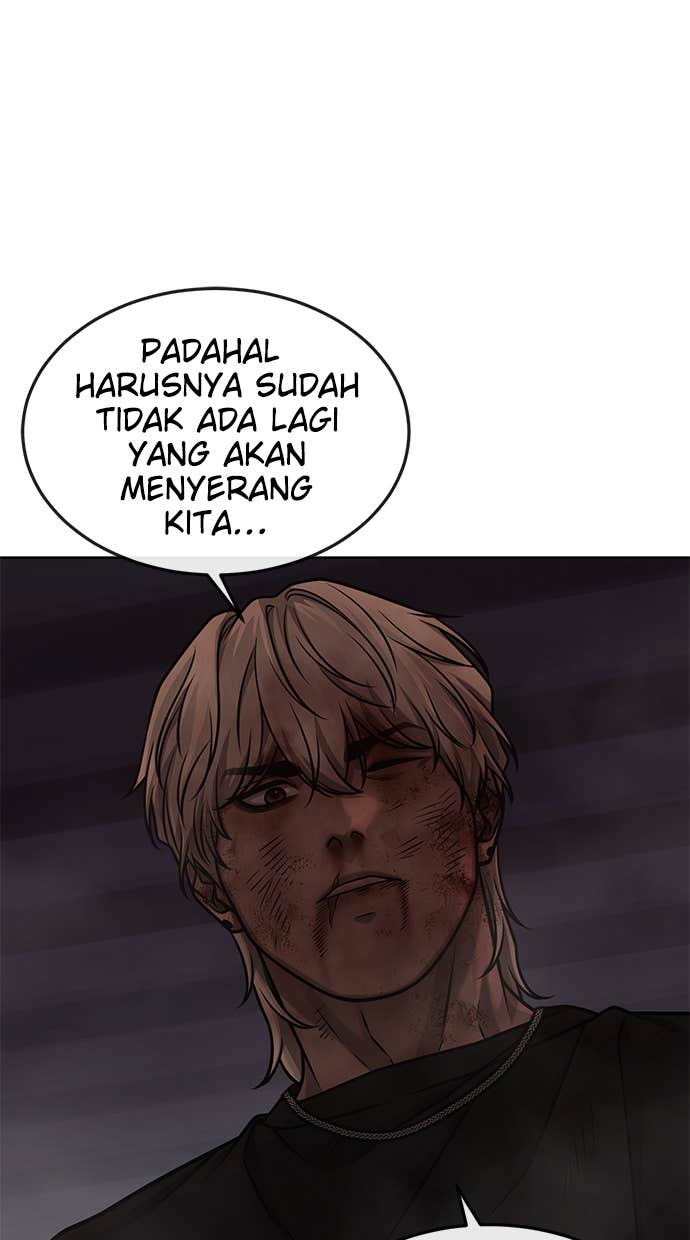 PADAHAL
HARUSNYA SUDAH
TIDAK ADA LAGI
YANG AKAN
MENYERANG
KITA...